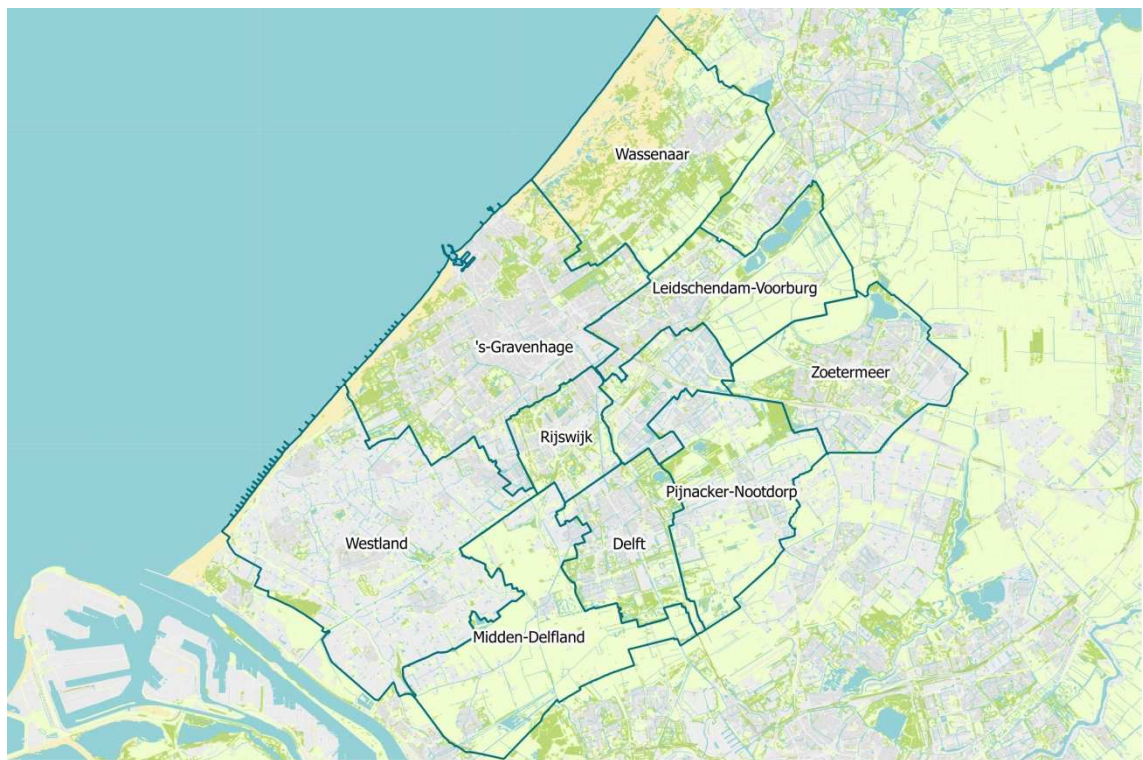 Wassenaar
Leidschendam-Voorburg
's-Gravenhage
Zoetermeer
Rijswijk
Pijnacker-Nootdorp
Westland
Delft
Midden-Delfland